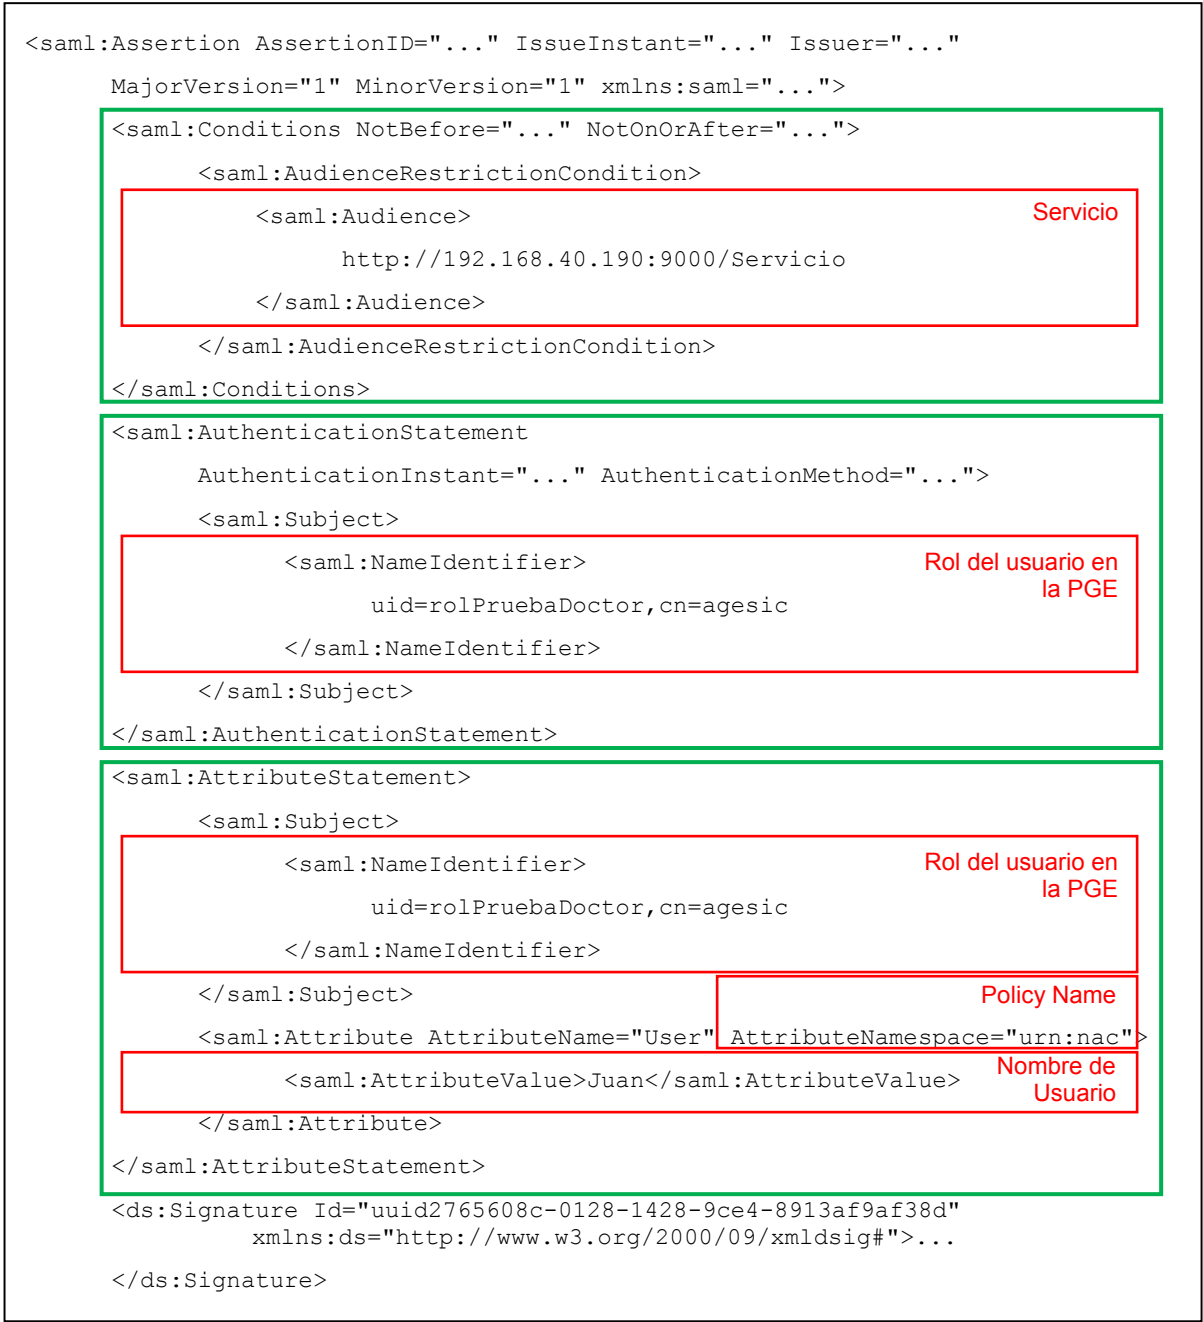 <saml:Assertion AssertionID="..." IssueInstant="..." Issuer="..."
MajorVersion="1" MinorVersion="1" xmlns:saml="...">
<saml:Conditions NotBefore="..." NotOnOrAfter="...">
<saml:AudienceRestrictionCondition>
<saml:Audience>
Servicio
http://192.168.40.190:9000/Servicio
</saml:Audience>
</saml:AudienceRestrictionCondition>
</saml:Conditions>
<saml:AuthenticationStatement
AuthenticationInstant="..." AuthenticationMethod="...">
<saml:Subject>
<saml:NameIdentifier>
Rol del usuario en
la PGE
uid=rolPruebaDoctor,cn=agesic
</saml:NameIdentifier>
</saml:Subject>
</saml:AuthenticationStatement>
<saml:AttributeStatement>
<saml:Subject>
<saml:NameIdentifier>
Rol del usuario en
la PGE
uid=rolPruebaDoctor,cn=agesic
</saml:NameIdentifier>
</saml:Subject>
Policy Name
<saml:Attribute AttributeName="User" AttributeNamespace="urn:nac">
<saml:AttributeValue>Juan</saml:AttributeValue>
Nombre de
Usuario
</saml:Attribute>
</saml:AttributeStatement>
<ds:Signature Id="uuid2765608c-0128-1428-9ce4-8913af9af38d"
xmlns:ds="http://www.w3.org/2000/09/xmldsig#">...
</ds:Signature>